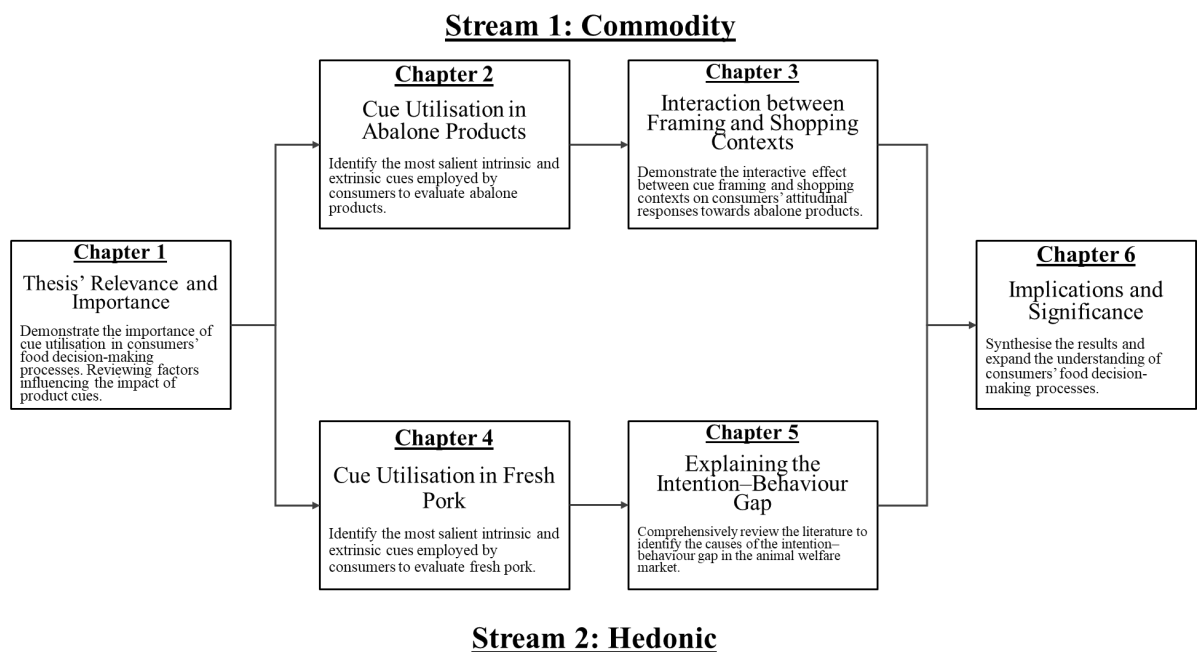 Stream 1: Commodity
Chapter 2
Cue Utilisation in
Abalone Products
Identify the most salient intrinsic and
extrinsic cues employed by
consumers to evaluate abalone
products.
Chapter 3
Interaction between
Framing and Shopping
Contexts
Demonstrate the interactive effect
between cue framing and shopping
contexts on consumers’ attitudinal
responses towards abalone products.
Chapter 1
Thesis’ Relevance and
Importance
Demonstrate the importance of
cue utilisation in consumers’
food decision-making
processes. Reviewing factors
influencing the impact of
product cues.
Chapter 4
Cue Utilisation in Fresh
Pork
Identify the most salient intrinsic and
extrinsic cues employed by
consumers to evaluate fresh pork.
Chapter 5
Explaining the
Intention–Behaviour
Gap
Comprehensively review the literature to
identify the causes of the intention–
behaviour gap in the animal welfare
market.
Chapter 6
Implications and
Significance
Synthesise the results and
expand the understanding of
consumers’ food decision-
making processes.
Stream 2: Hedonic